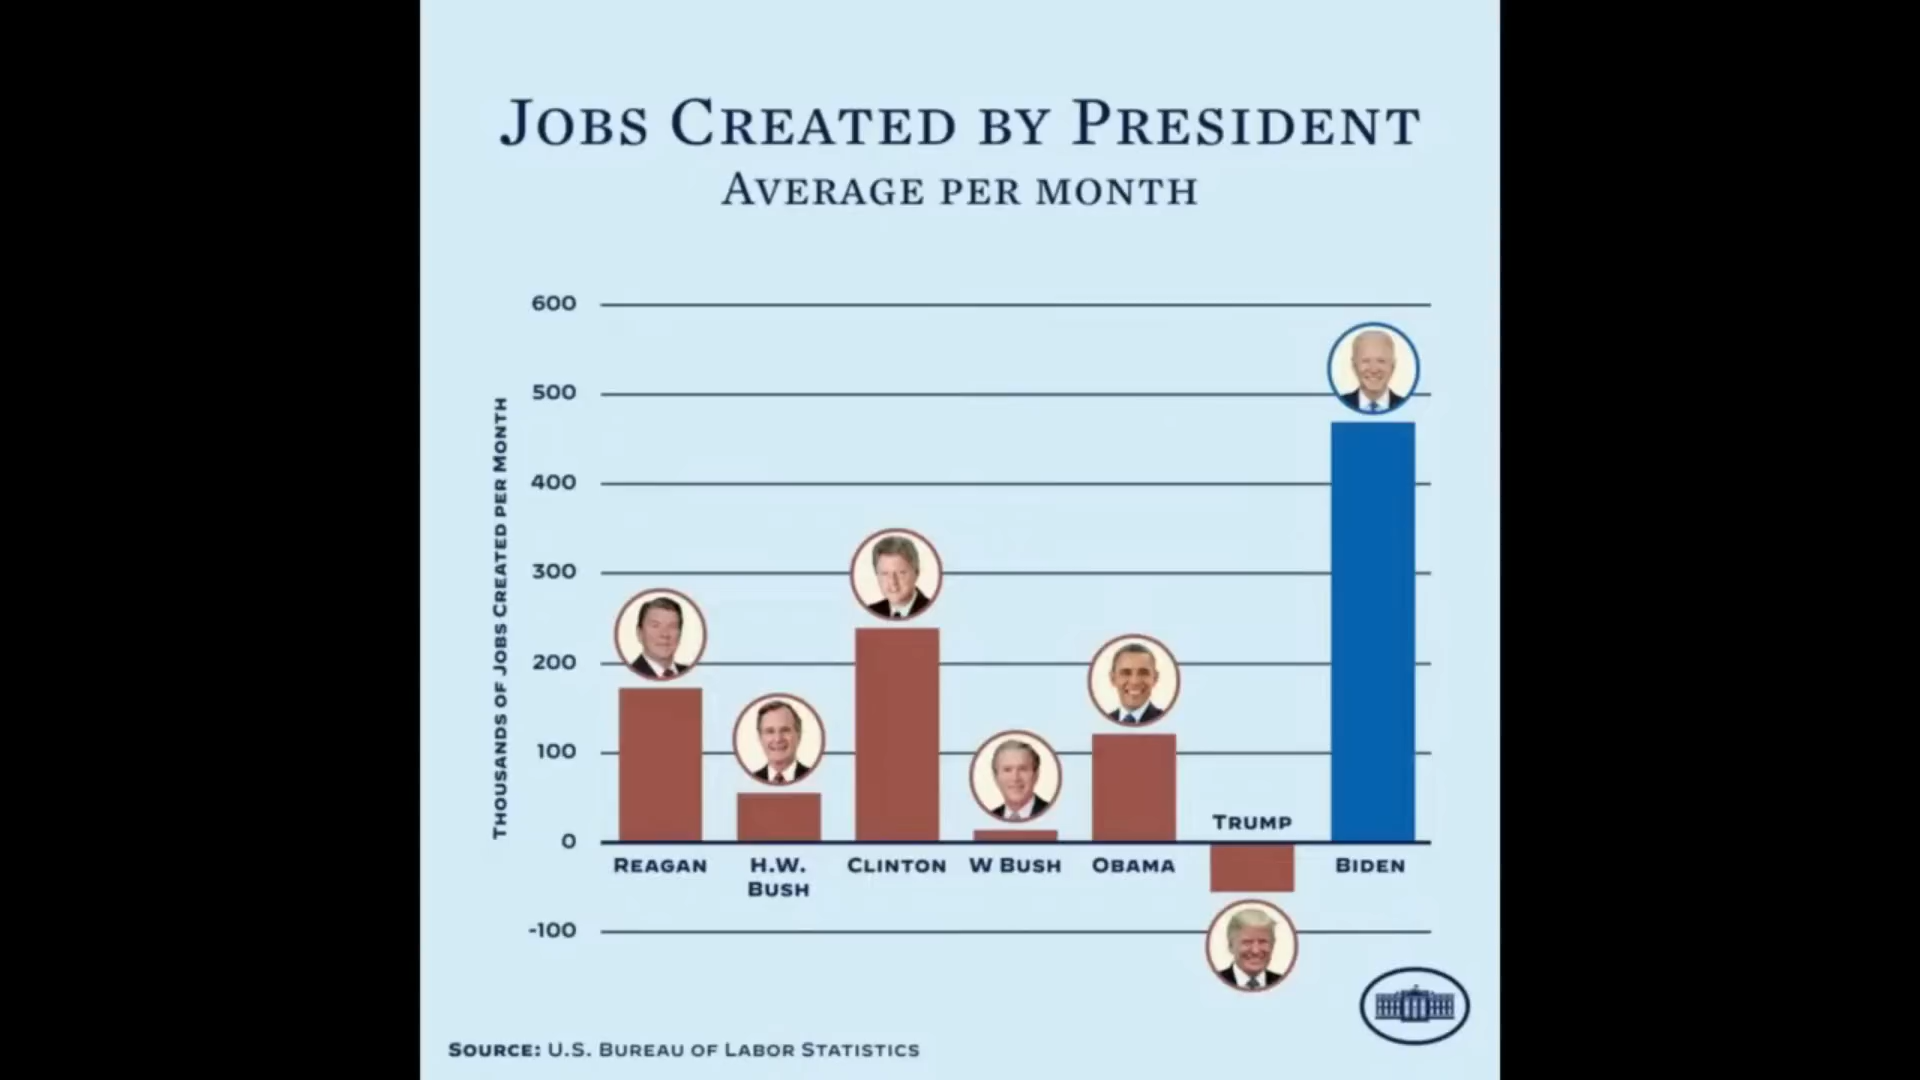 JOBS CREATED BY PRESIDENT
AVERAGE PER MONTH
THOUSANDS OF JOBS CREATED PER MONTH
600
500
400
300
200
100
0
-100
REAGAN
H.W.
BUSH
CLINTON
W BUSH
OBAMA
TRUMP
BIDEN
SOURCE: U.S. BUREAU OF LABOR STATISTICS